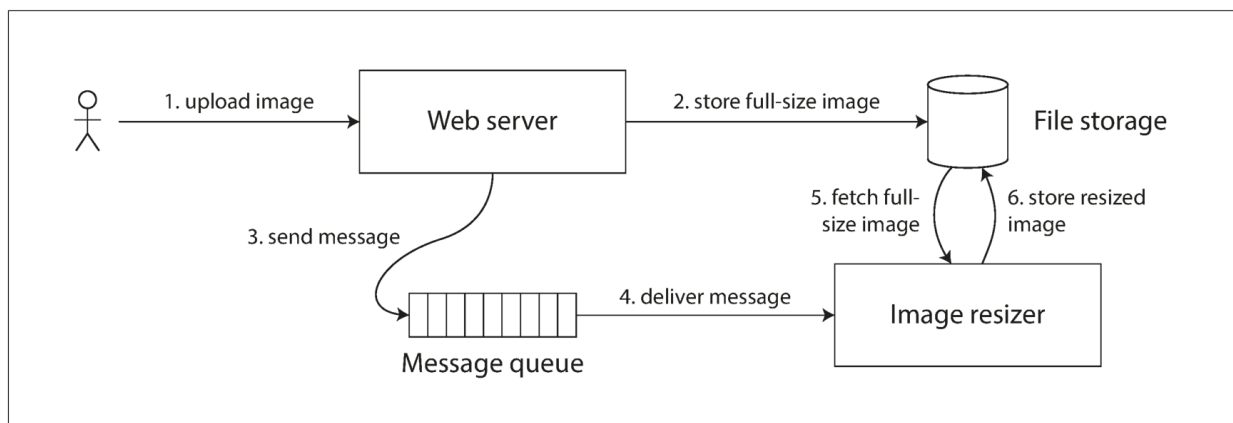 1. upload image
Web server
2. store full-size image
File storage
3. send message
5. fetch full-
size image
6. store resized
image
4. deliver message
Image resizer
Message queue